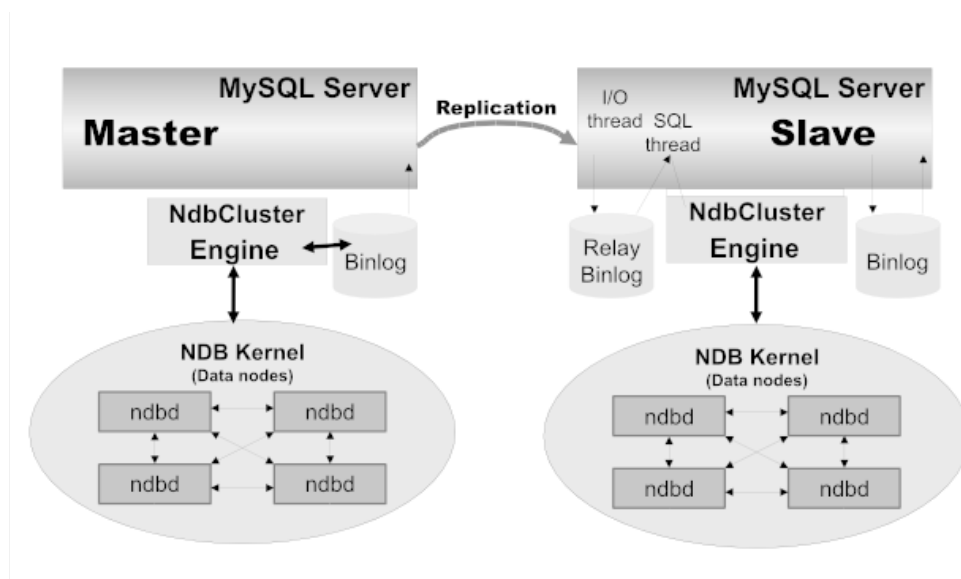 MySQL Server
Master
Replication
MySQL Server
I/O
thread
SQL
thread
Slave
NdbCluster
Engine
Binlog
Relay
Binlog
NdbCluster
Engine
Binlog
NDB Kernel
(Data nodes)
ndbd
ndbd
ndbd
ndbd
NDB Kernel
(Data nodes)
ndbd
ndbd
ndbd
ndbd